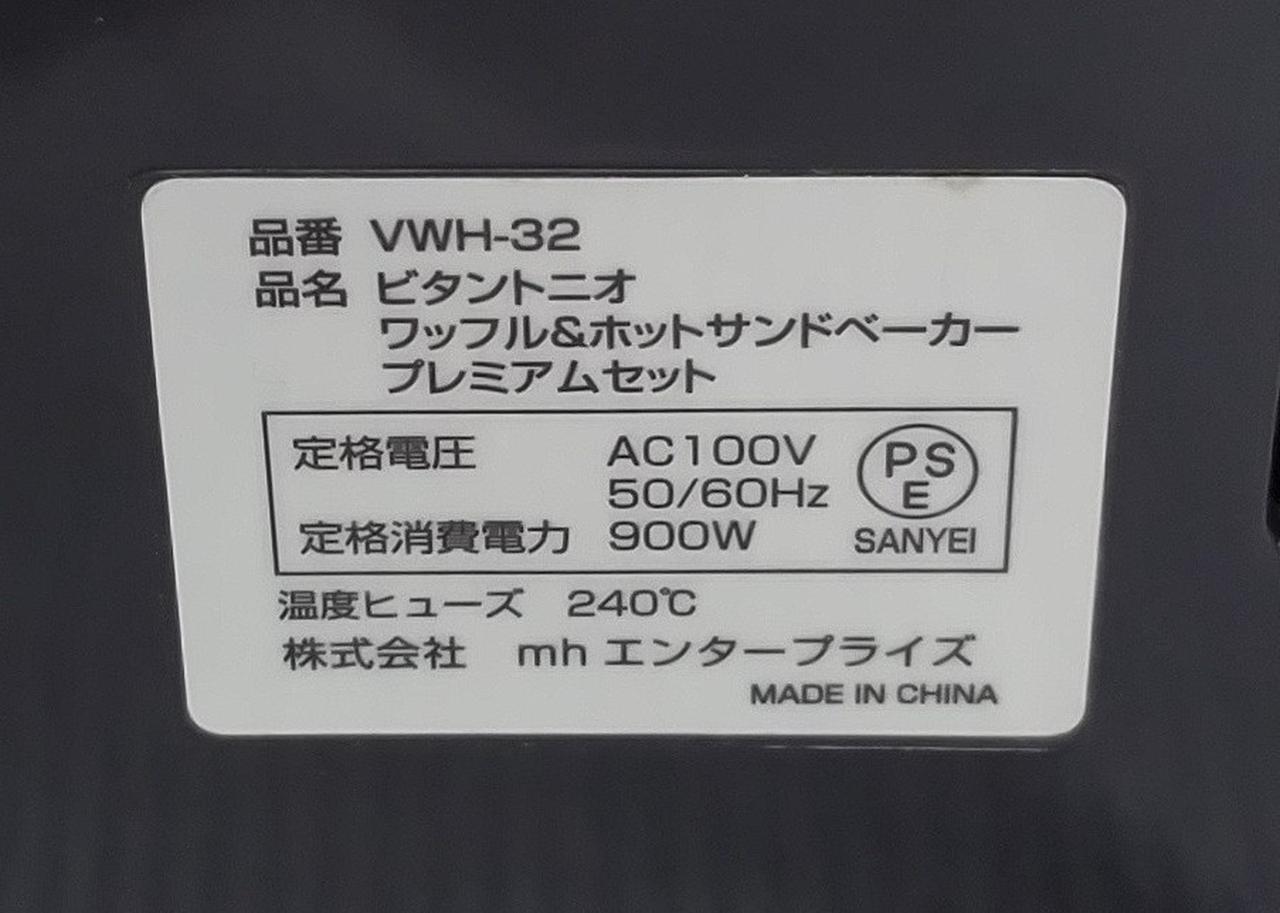 品番 VWH-32
品名 ビタントニオ
ワッフル&ホットサンドベーカー
プレミアムセット
定格電圧 AC100V
50/60Hz
定格消費電力 900W
PSE
SANYEI
温度ヒューズ 240℃
株式会社 mhエンタープライズ
MADE IN CHINA